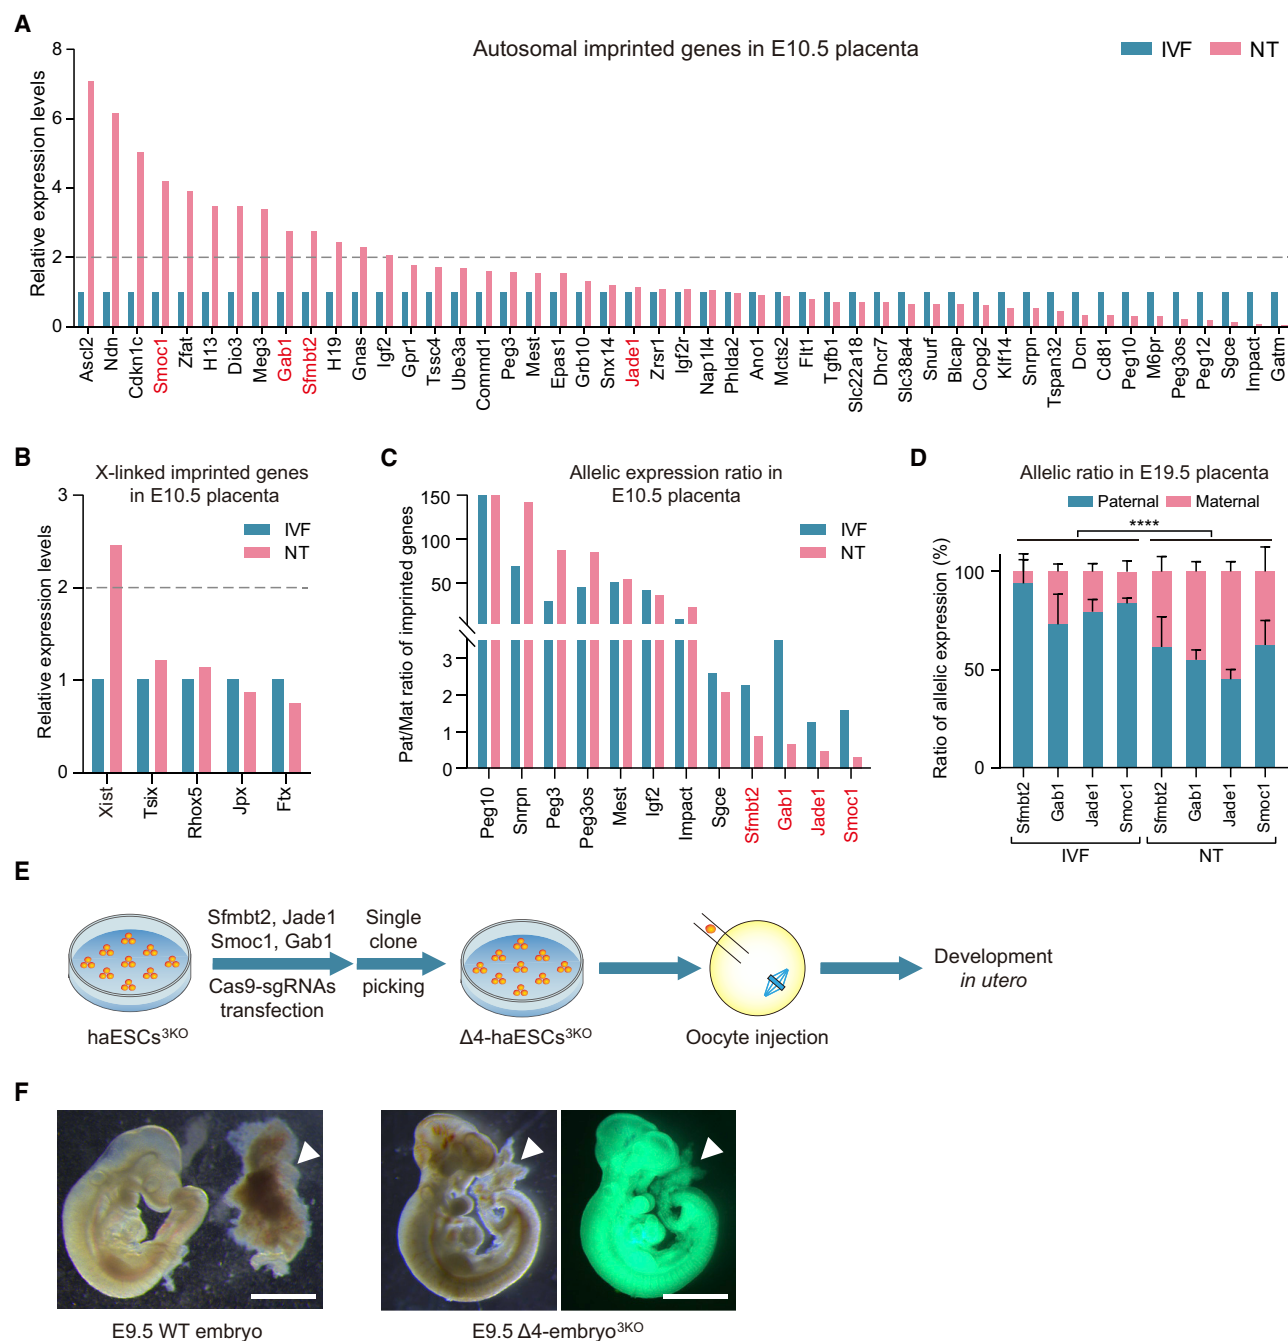 A
Autosomal imprinted genes in E10.5 placenta
IVF
NT
Relative expression levels
8
6
4
2
0
Ascl2
Ndn
Cdkn1c
Smoc1
Zfat
H13
Dio3
Meg3
Gab1
Sfmbt2
H19
Gnas
Igf2
Gpr1
Tssc4
Ube3a
Commd1
Peg3
Mest
Epas1
Grb10
Snx14
Jade1
Zrsr1
Igf2r
Nap1l4
Phlda2
Ano1
Mcts2
Flt1
Tgfb1
Slc22a18
Dhcr7
Slc38a4
Snurf
Blcap
Copg2
Klf14
Snrpn
Tspan32
Dcn
Cd81
Peg10
M6pr
Peg3os
Peg12
Sgce
Impact
Gatm
B
X-linked imprinted genes
in E10.5 placenta
IVF
NT
Relative expression levels
3
2
1
0
Xist
Tsix
Rhox5
Jpx
Ftx
C
Allelic expression ratio in
E10.5 placenta
IVF
NT
Pat/Mat ratio of imprinted genes
150
100
50
3
2
1
0
Peg10
Snrpn
Peg3
Peg3os
Mest
Igf2
Impact
Sgce
Sfmbt2
Gab1
Jade1
Smoc1
D
Allelic ratio in E19.5 placenta
Paternal
Maternal
****
Ratio of allelic expression (%)
100
50
0
Sfmbt2
Gab1
Jade1
Smoc1
Sfmbt2
Gab1
Jade1
Smoc1
IVF
NT
E
Sfmbt2, Jade1
Smoc1, Gab1
Cas9-sgRNAs
transfection
Single
clone
picking
Development
in utero
haESCs3KO
Δ4-haESCs3KO
Oocyte injection
F
E9.5 WT embryo
E9.5 Δ4-embryo3KO